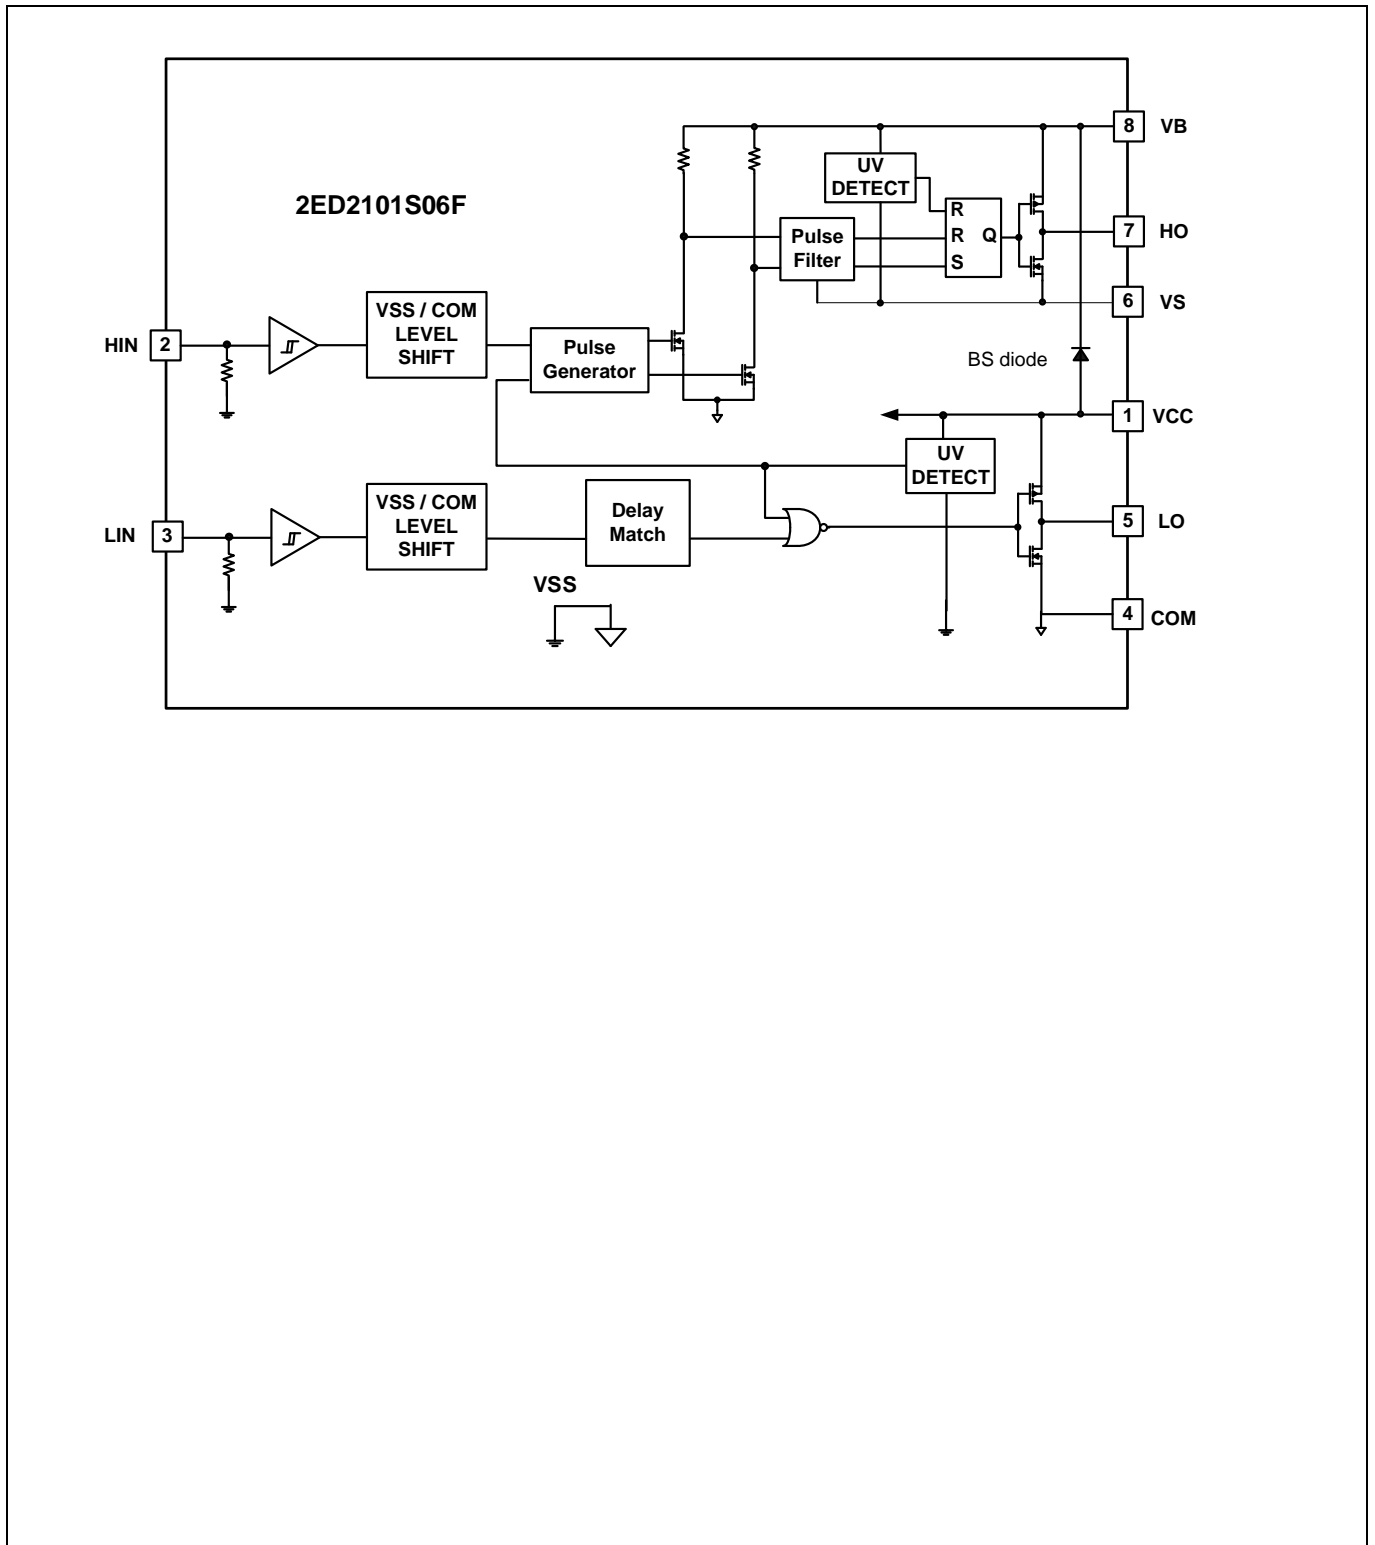 8 VB
UV
DETECT
2ED2101S06F
R
R Q
S
Pulse
Filter
7 HO
6 VS
VSS / COM
LEVEL
SHIFT
HIN 2
Pulse
Generator
BS diode
1 VCC
UV
DETECT
VSS / COM
LEVEL
SHIFT
Delay
Match
LIN 3
5 LO
VSS
4 COM